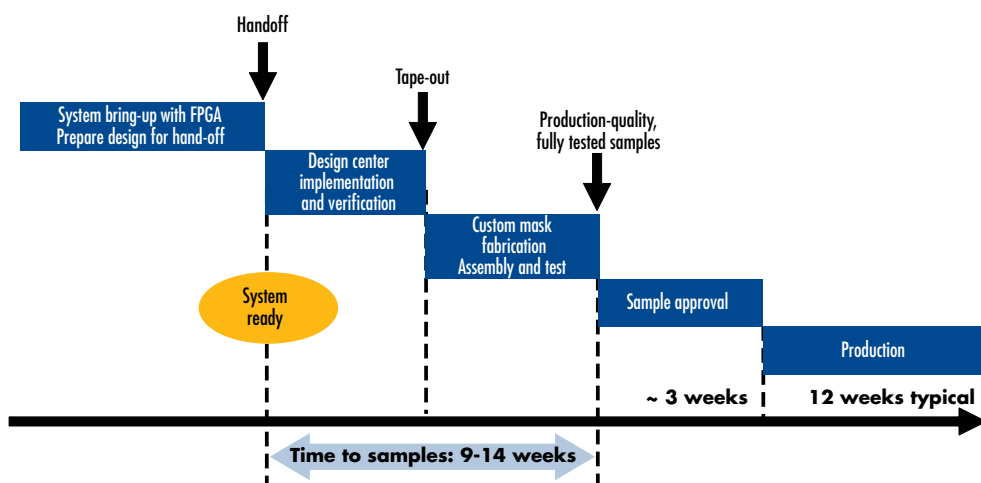 Handoff
Tape-out
Production-quality,
fully tested samples
System bring-up with FPGA
Prepare design for hand-off
Design center
implementation
and verification
Custom mask
fabrication
Assembly and test
System
ready
Sample approval
Production
~ 3 weeks
12 weeks typical
Time to samples: 9-14 weeks